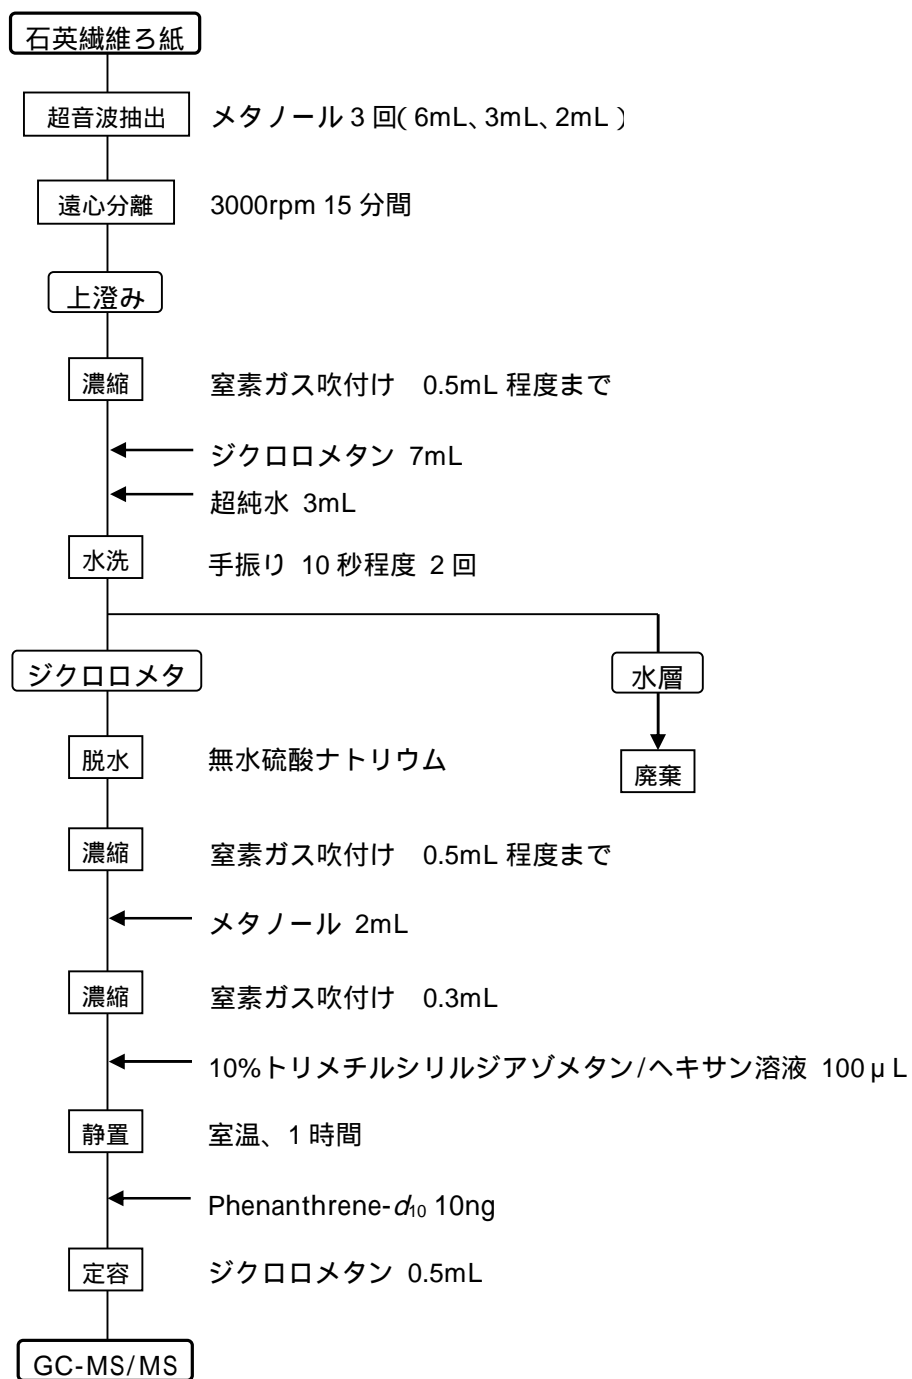 石英繊維ろ紙
超音波抽出 メタノール 3 回( 6mL、3mL、2mL )
遠心分離 3000rpm 15 分間
上澄み
濃縮 窒素ガス吹付け 0.5mL 程度まで
ジクロロメタン 7mL
超純水 3mL
水洗 手振り 10 秒程度 2 回
ジクロロメタ 水層
脱水 無水硫酸ナトリウム 廃棄
濃縮 窒素ガス吹付け 0.5mL 程度まで
メタノール 2mL
濃縮 窒素ガス吹付け 0.3mL
10%トリメチルシリルジアゾメタン/ヘキサン溶液 100μL
静置 室温、1 時間
Phenanthrene-d10 10ng
定容 ジクロロメタン 0.5mL
GC-MS/MS